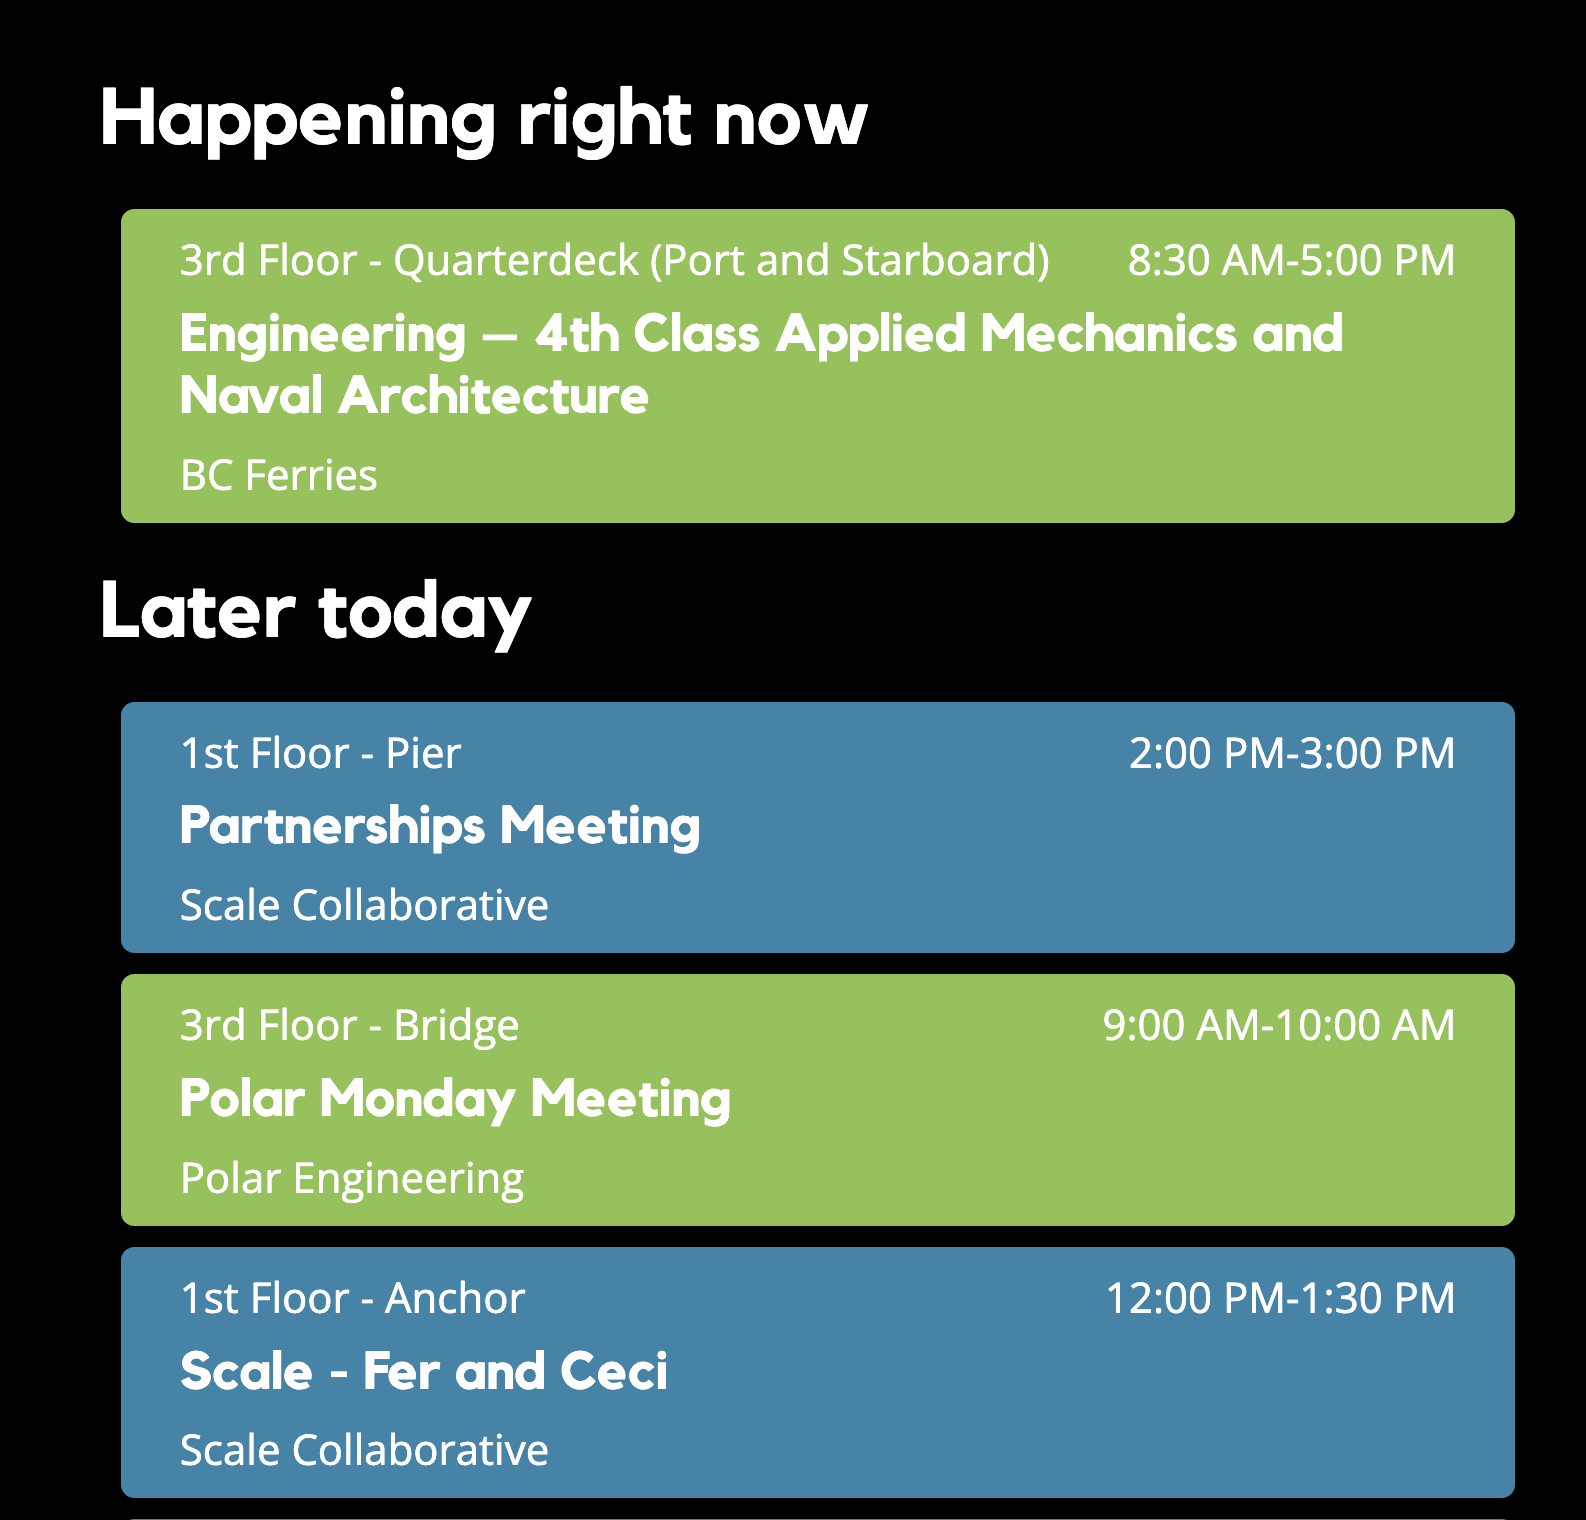 Happening right now
3rd Floor - Quarterdeck (Port and Starboard) 8:30 AM-5:00 PM
Engineering — 4th Class Applied Mechanics and
Naval Architecture
BC Ferries
Later today
1st Floor - Pier 2:00 PM-3:00 PM
Partnerships Meeting
Scale Collaborative
3rd Floor - Bridge 9:00 AM-10:00 AM
Polar Monday Meeting
Polar Engineering
1st Floor - Anchor 12:00 PM-1:30 PM
Scale - Fer and Ceci
Scale Collaborative